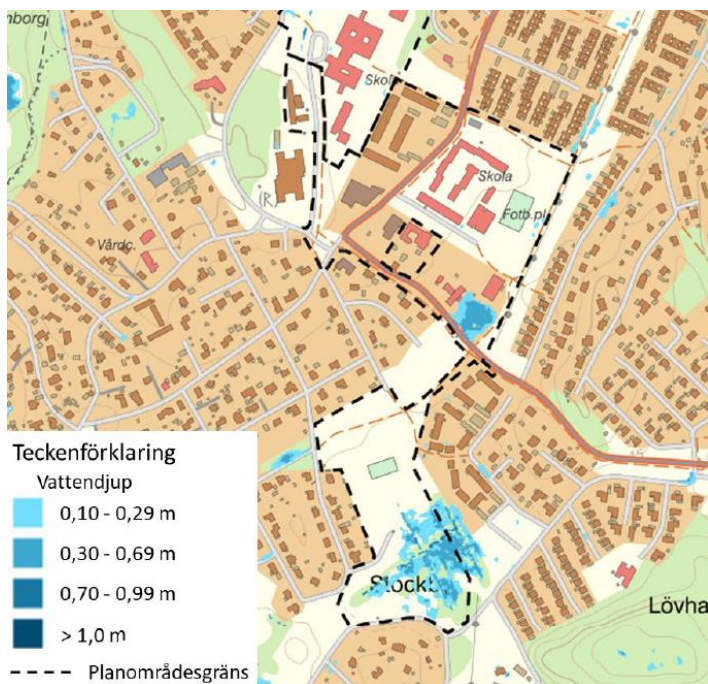 nborg
Skol
Skola
(R)
Fotb.pl
Vårdc.
Stockb
Lövha
Teckenförklaring
Vattendjup
0,10 - 0,29 m
0,30 - 0,69 m
0,70 - 0,99 m
> 1,0 m
Planområdesgräns